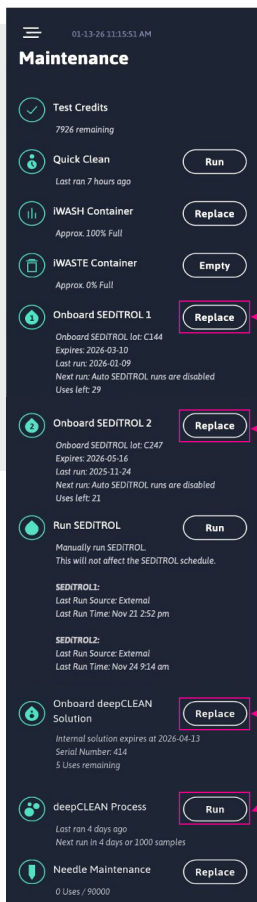 01-13-26 11:15:51 AM
Maintenance
Test Credits
7926 remaining
Quick Clean
Run
Last ran 7 hours ago
iWASH Container
Replace
Approx. 100% Full
iWASTE Container
Empty
Approx. 0% Full
1
Onboard SEDiTROL 1
Replace
Onboard SEDiTROL lot: C144
Expires: 2026-03-10
Last run: 2026-01-09
Next run: Auto SEDiTROL runs are disabled
Uses left: 29
2
Onboard SEDiTROL 2
Replace
Onboard SEDiTROL lot: C247
Expires: 2026-05-16
Last run: 2025-11-24
Next run: Auto SEDiTROL runs are disabled
Uses left: 21
Run SEDiTROL
Run
Manually run SEDiTROL.
This will not affect the SEDiTROL schedule.
SEDiTROL1:
Last Run Source: External
Last Run Time: Nov 21 2:52 pm
SEDiTROL2:
Last Run Source: External
Last Run Time: Nov 24 9:14 am
Onboard deepCLEAN
Solution
Replace
Internal solution expires at 2026-04-13
Serial Number: 414
5 Uses remaining
deepCLEAN Process
Run
Last ran 4 days ago
Next run in 4 days or 1000 samples
Needle Maintenance
Replace
0 Uses / 90000